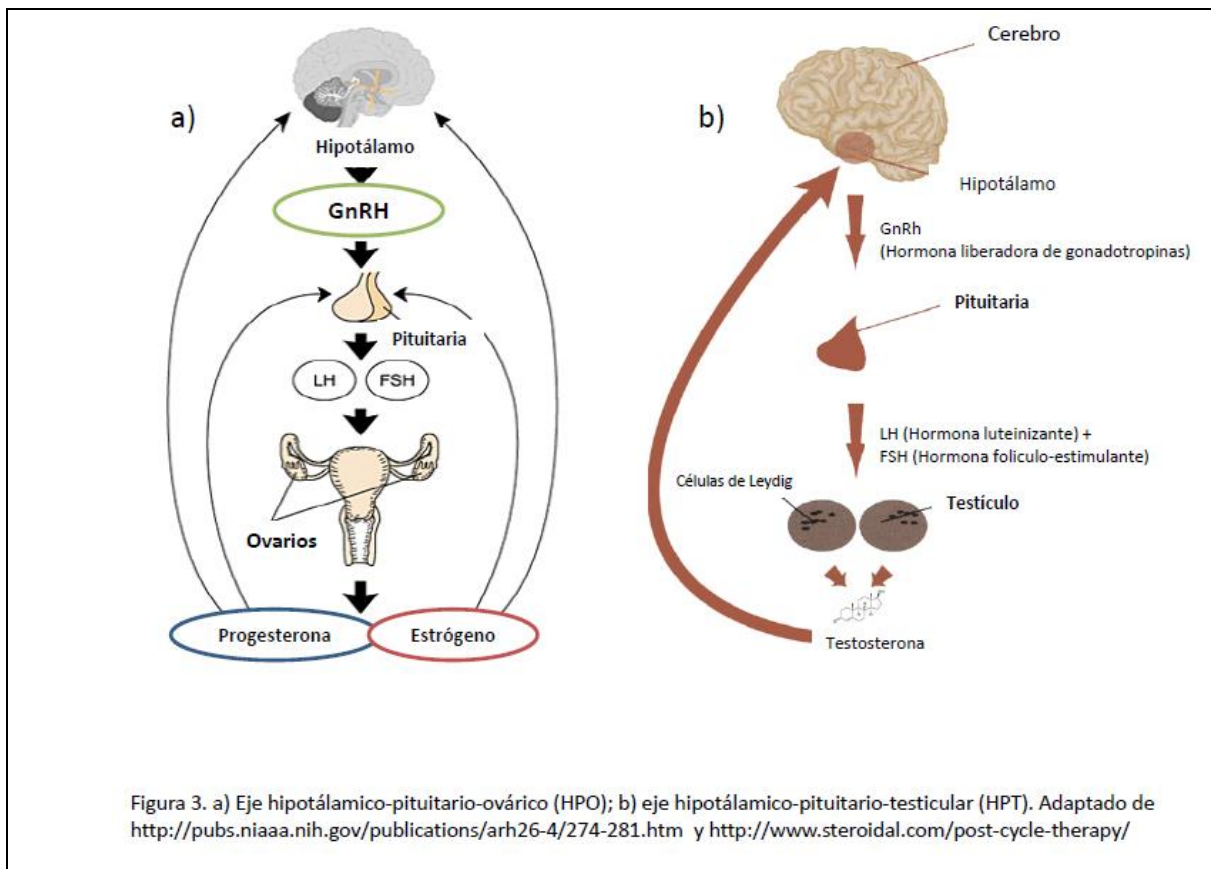 a)
Hipotálamo
GnRH
Pituitaria
LH
FSH
Ovarios
Progesterona
Estrógeno
b)
Cerebro
Hipotálamo
GnRh
(Hormona liberadora de gonadotropinas)
Pituitaria
LH (Hormona luteinizante) +
FSH (Hormona foliculo-estimulante)
Células de Leydig
Testículo
Testosterona
Figura 3. a) Eje hipotálamico-pituitario-ovárico (HPO); b) eje hipotálamico-pituitario-testicular (HPT). Adaptado de
http://pubs.niaaa.nih.gov/publications/arh26-4/274-281.htm y http://www.steroidal.com/post-cycle-therapy/